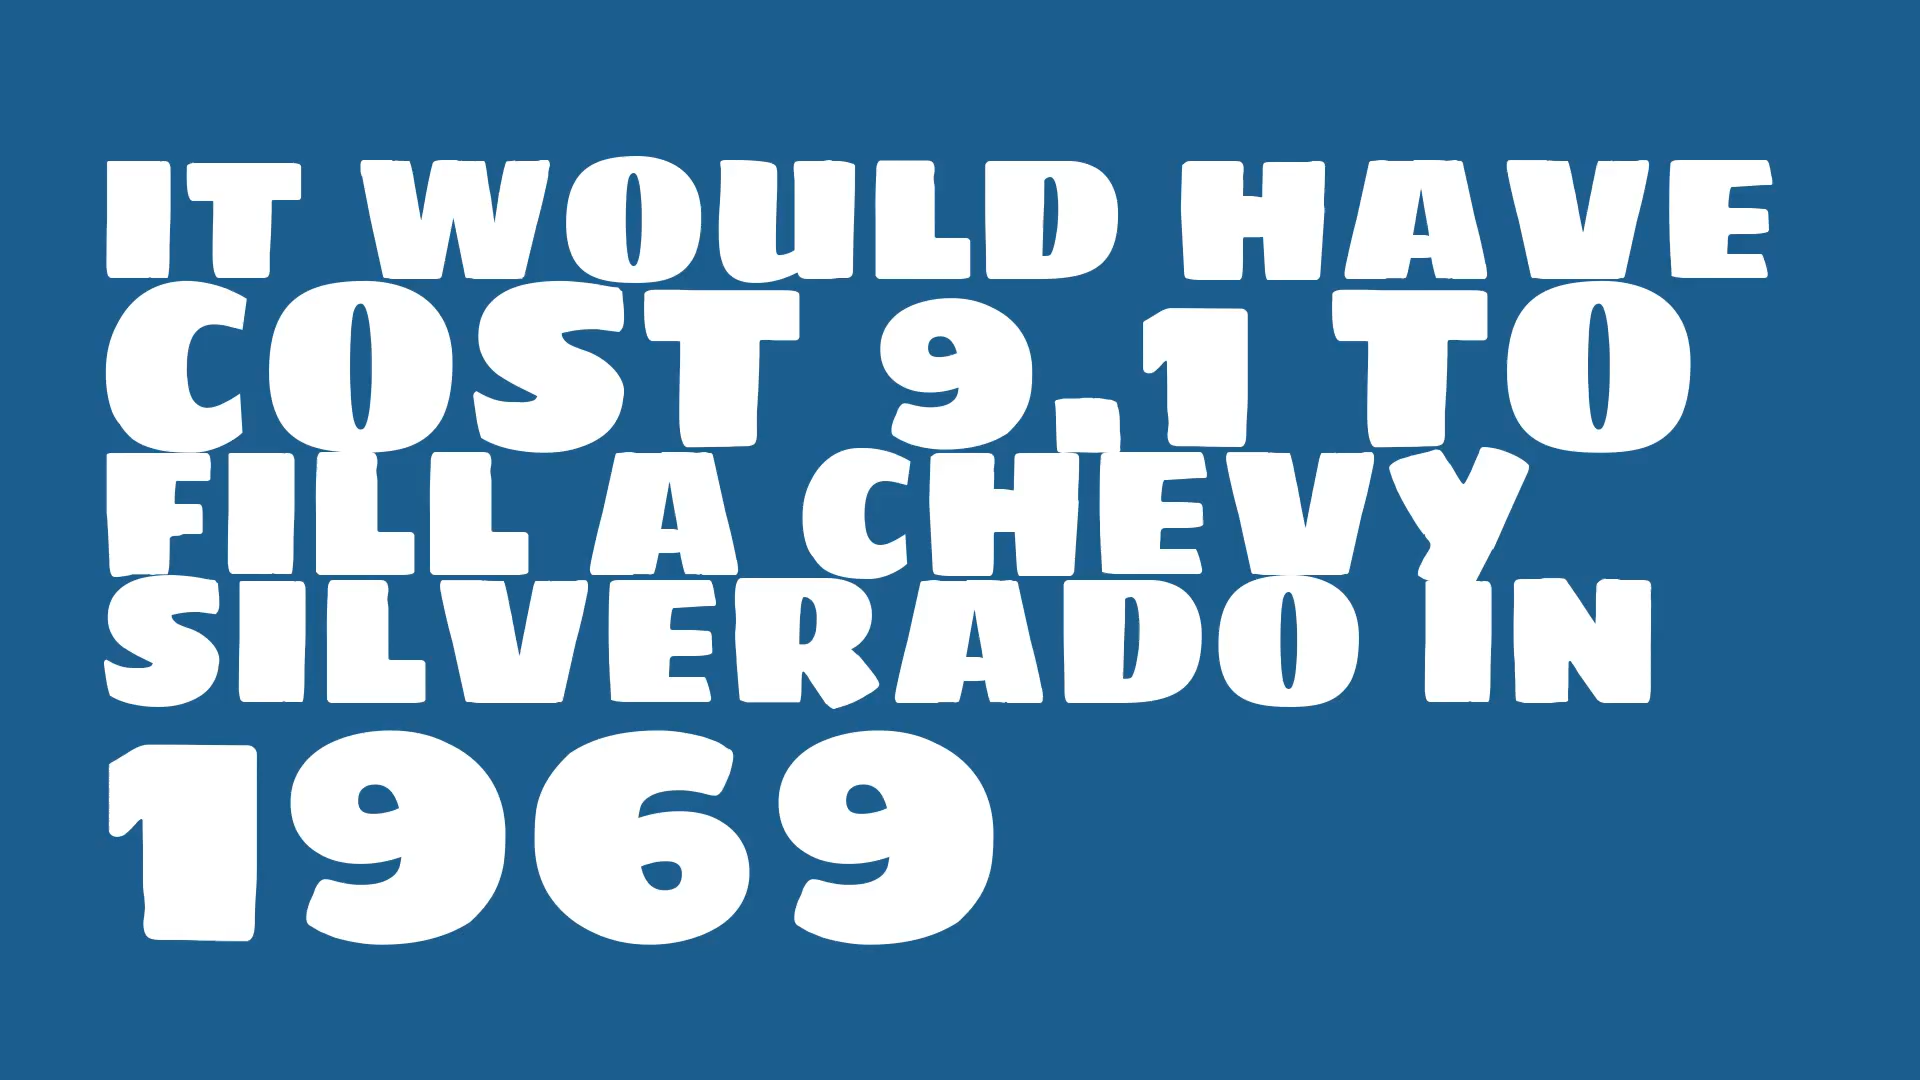 IT WOULD HAVE
COST 9.1 TO
FILL A CHEVY
SILVERADO IN
1969